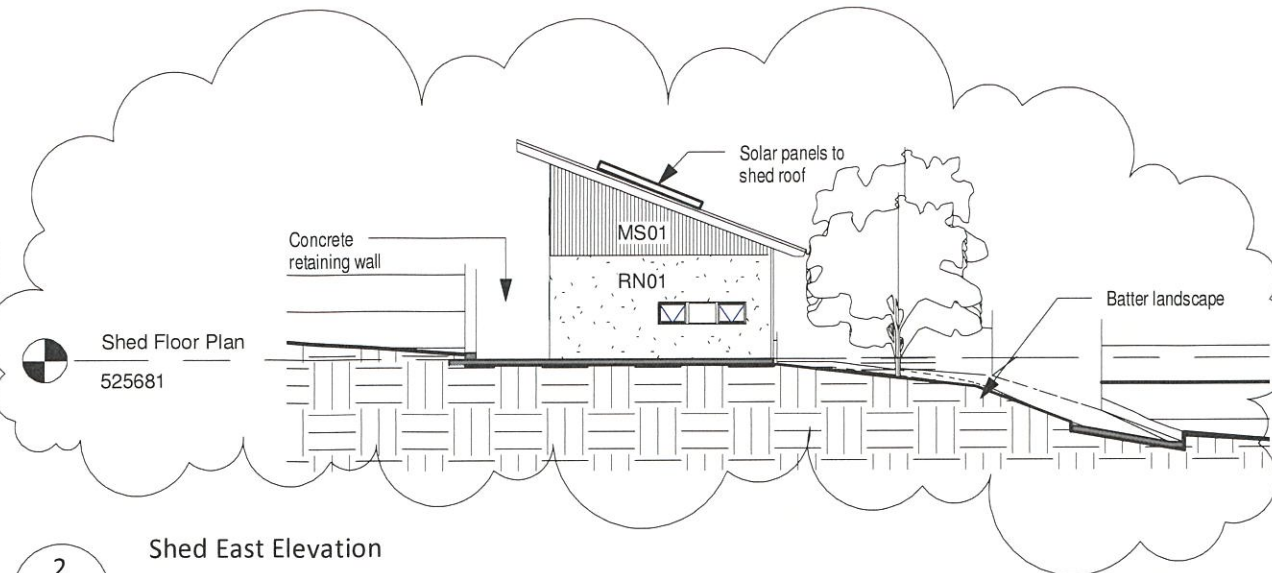 Solar panels to
shed roof
MS01
Concrete
retaining wall
RN01
Batter landscape
Shed Floor Plan
525681
Shed East Elevation
2